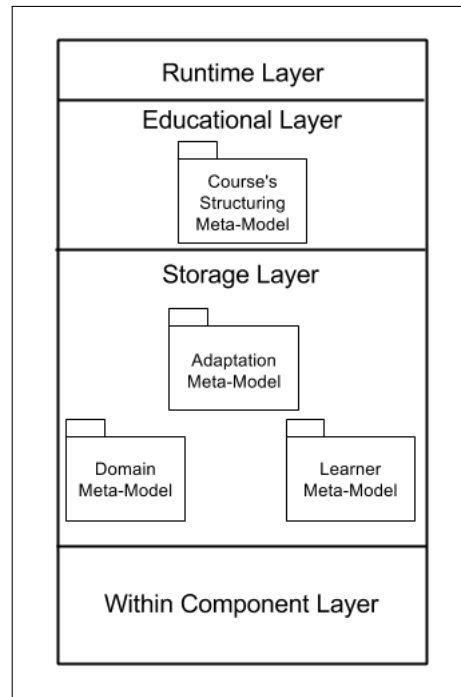 Runtime Layer
Educational Layer
Course's
Structuring
Meta-Model
Storage Layer
Adaptation
Meta-Model
Domain
Meta-Model
Learner
Meta-Model
Within Component Layer